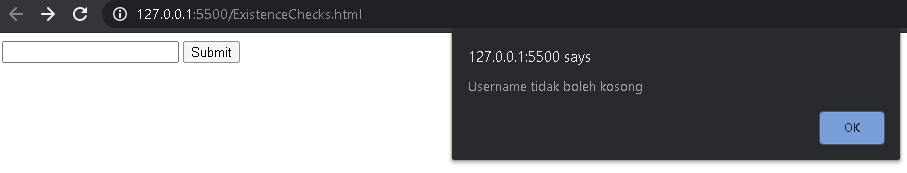 127.0.0.1:5500/ExistenceChecks.html
Submit
127.0.0.1:5500 says
Username tidak boleh kosong
OK